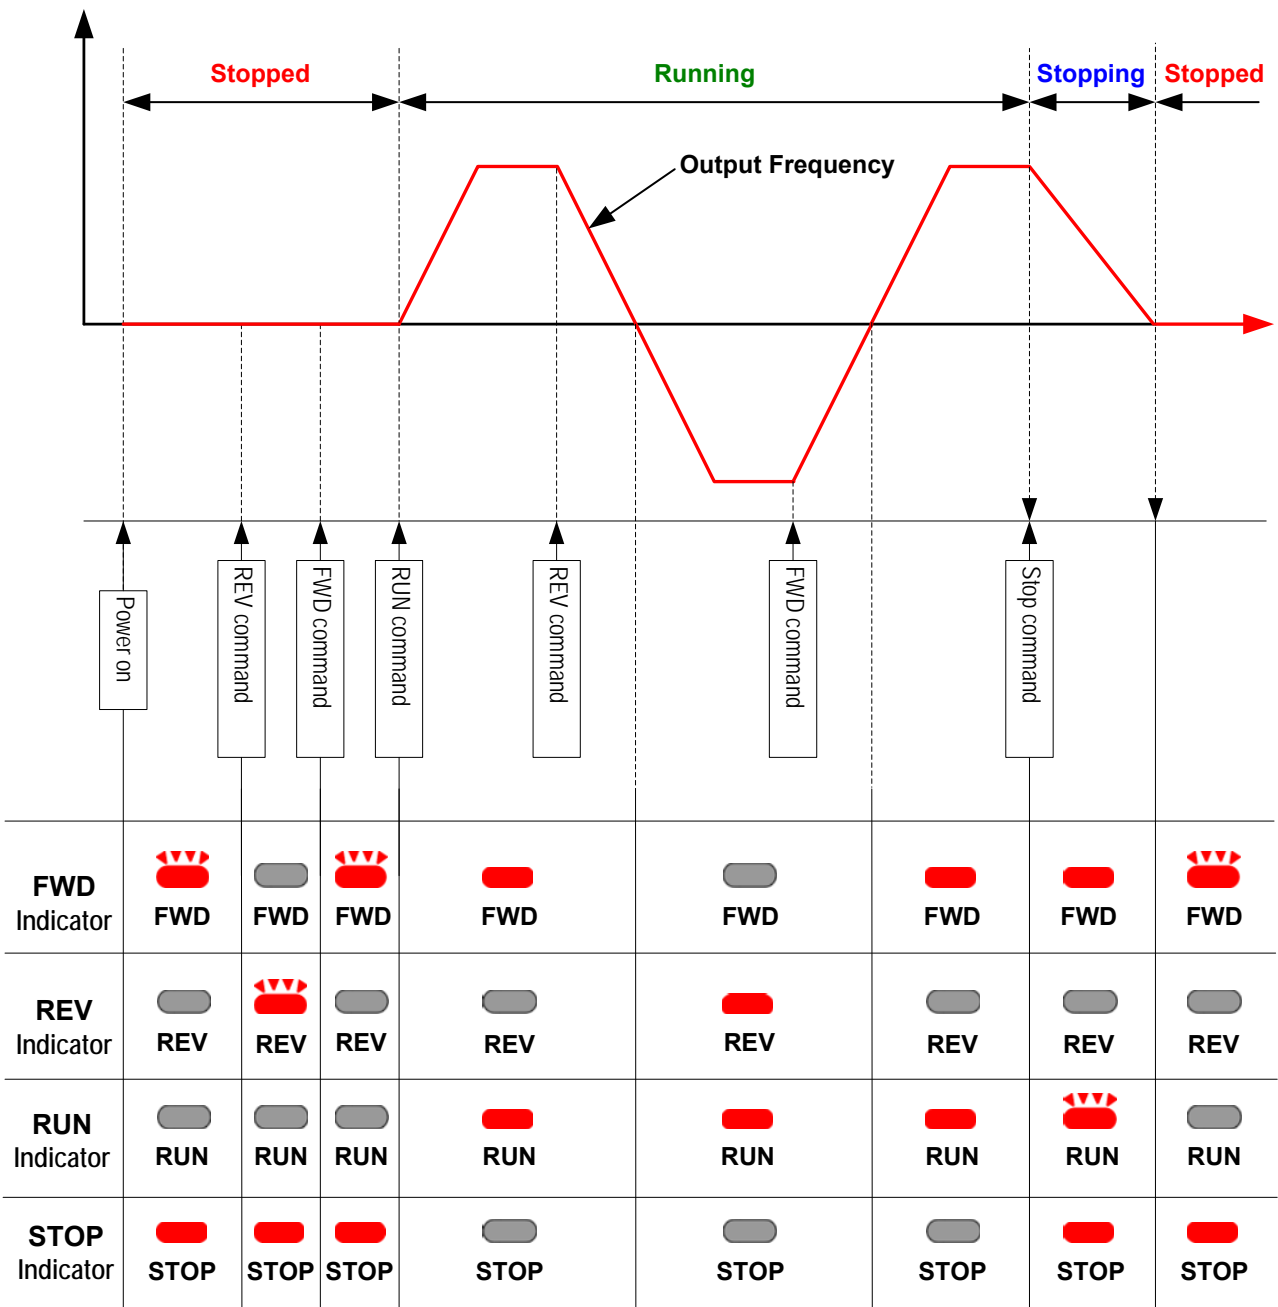 Stopped Running Stopping Stopped
Output Frequency
Power on
REV command
FWD command
RUN command
REV command
FWD command
Stop command
FWD
Indicator
FWD FWD FWD FWD FWD FWD FWD FWD
REV
Indicator
REV REV REV REV REV REV REV REV
RUN
Indicator
RUN RUN RUN RUN RUN RUN RUN RUN
STOP
Indicator
STOP STOP STOP STOP STOP STOP STOP STOP